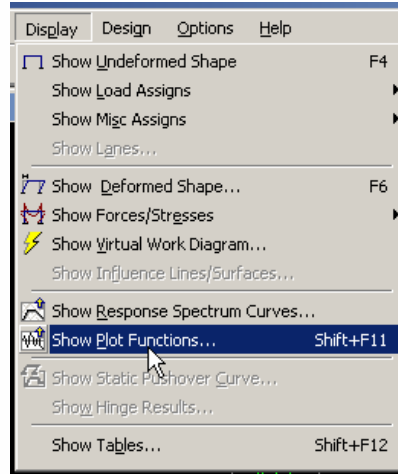 Display Design Options Help
Show Undeformed Shape F4
Show Load Assigns
Show Misc Assigns
Show Lanes...
Show Deformed Shape... F6
Show Forces/Stresses
Show Virtual Work Diagram...
Show Influence Lines/Surfaces...
Show Response Spectrum Curves...
Show Plot Functions... Shift+F11
Show Static Pushover Curve...
Show Hinge Results...
Show Tables... Shift+F12